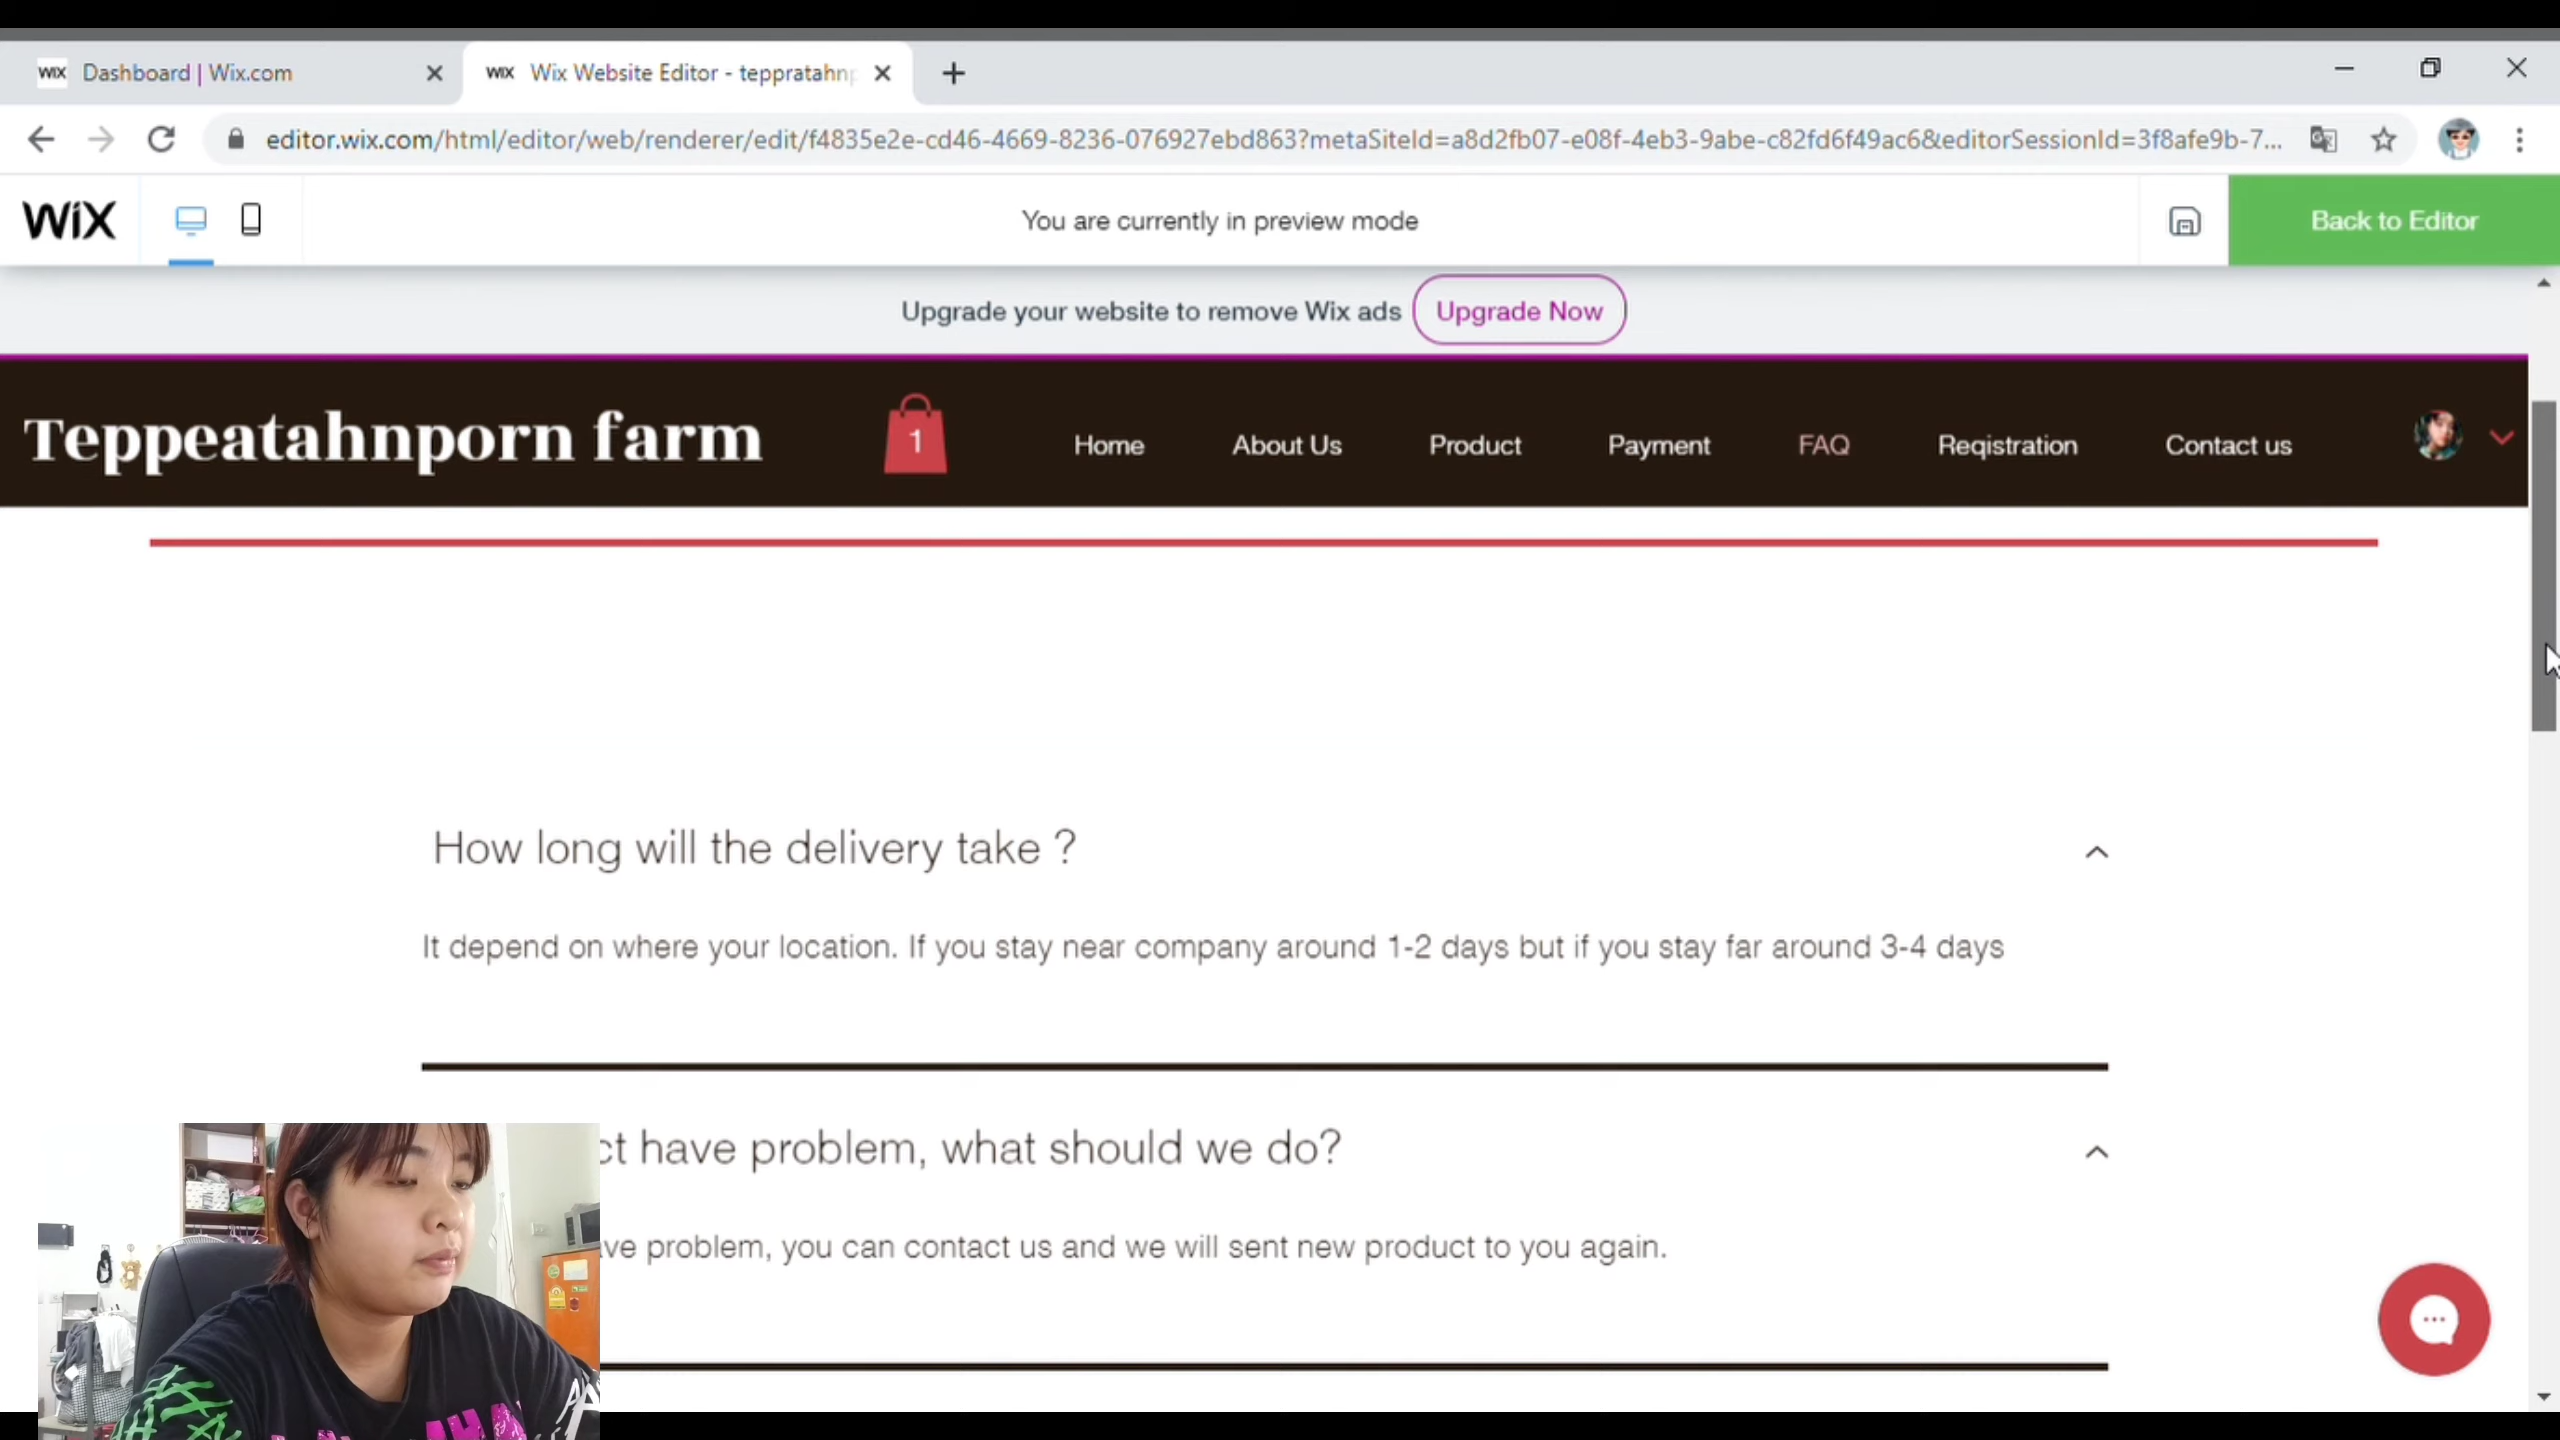 WIX Dashboard | Wix.com
WIX Wix Website Editor - teppratahnp
editor.wix.com/html/editor/web/renderer/edit/f4835e2e-cd46-4669-8236-076927ebd863?metaSiteId=a8d2fb07-e08f-4eb3-9abe-c82fd6f49ac6&editorSessionId=3f8afe9b-7...
WiX
You are currently in preview mode
Back to Editor
Upgrade your website to remove Wix ads
Upgrade Now
Teppeatahnporn farm
1
Home About Us Product Payment FAQ Reqistration Contact us
How long will the delivery take ?
It depend on where your location. If you stay near company around 1-2 days but if you stay far around 3-4 days
ct have problem, what should we do?
ve problem, you can contact us and we will sent new product to you again.